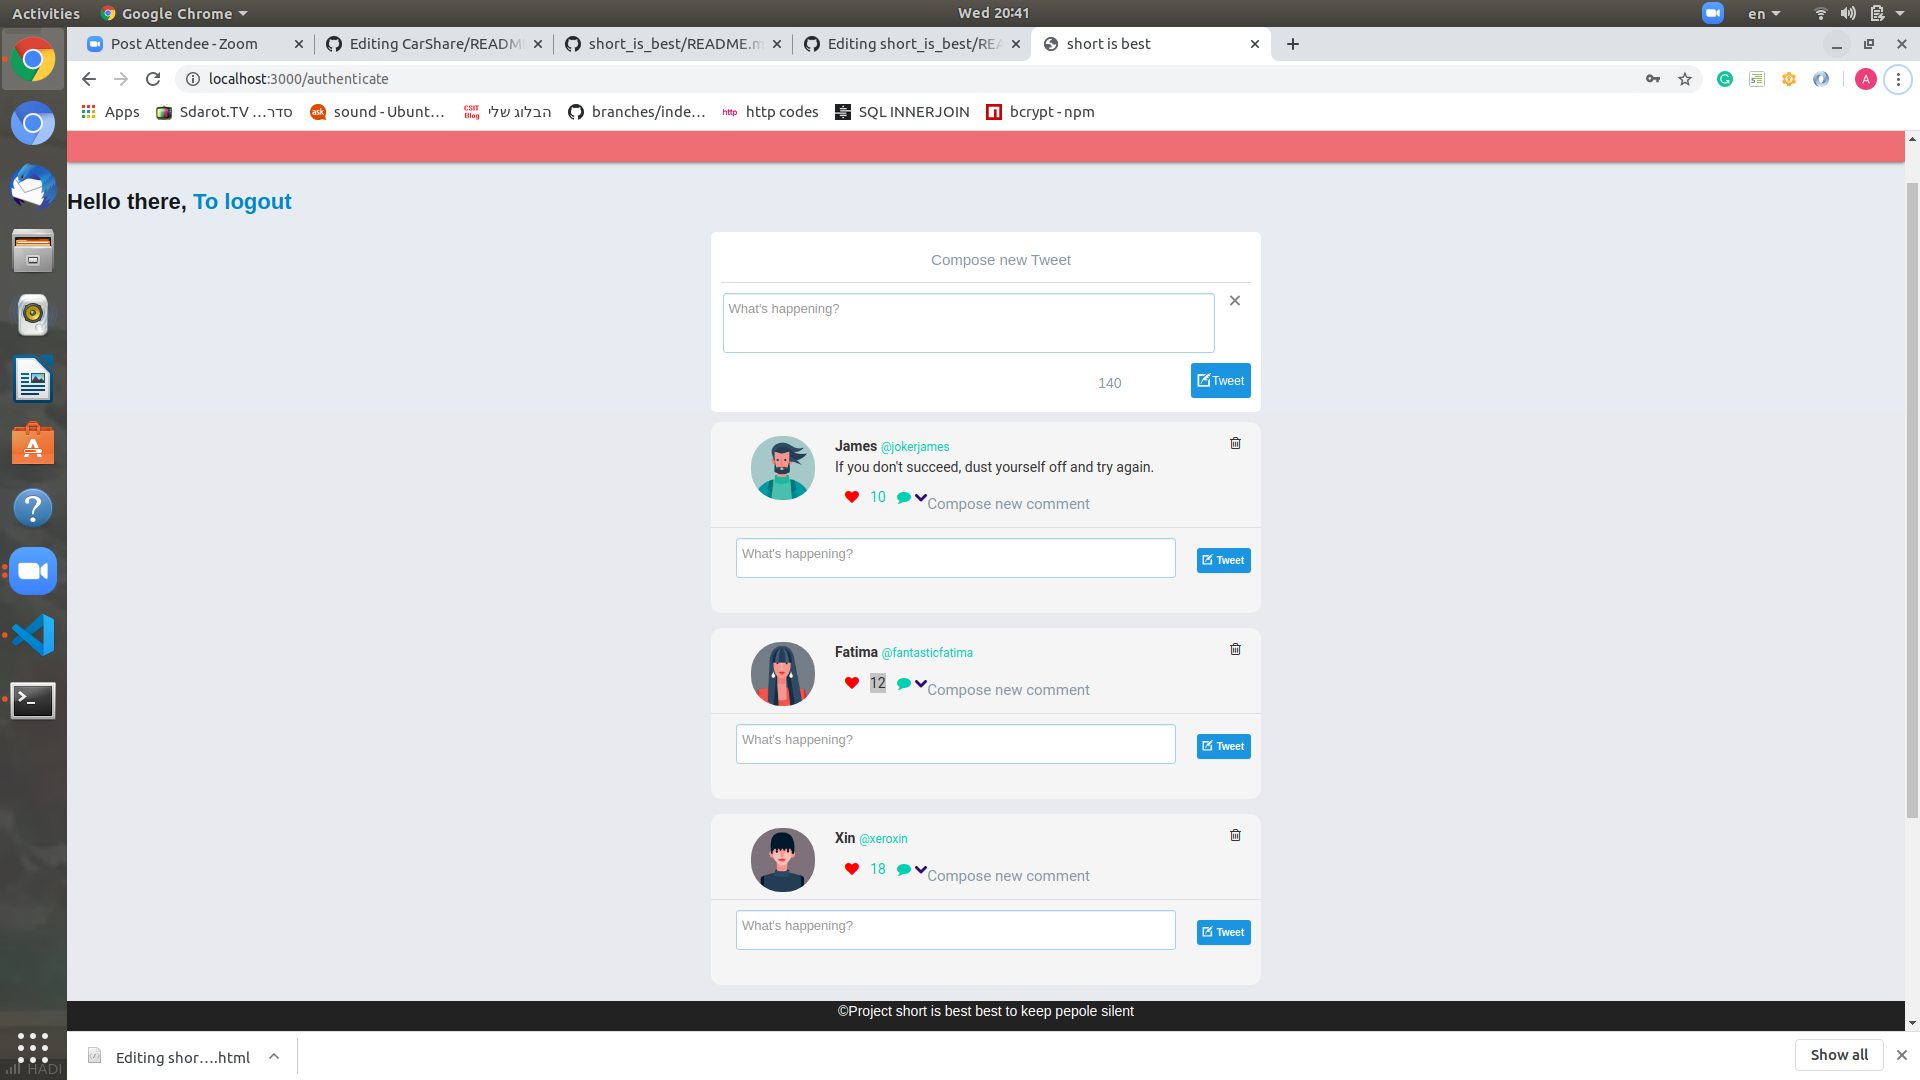 Activities Google Chrome Wed 20:41 en
Post Attendee - Zoom Editing CarShare/READM short_is_best/README.m Editing short_is_best/REA short is best
localhost:3000/authenticate A
Apps Sdarot.TV סדר... sound - Ubunt... CSIT Blog הבלוג שלי branches/inde... http http codes SQL INNERJOIN bcrypt - npm
Hello there, To logout
Compose new Tweet
What's happening?
140 Tweet
James @jokerjames
If you don't succeed, dust yourself off and try again.
10 Compose new comment
What's happening? Tweet
Fatima @fantasticfatima
12 Compose new comment
What's happening? Tweet
Xin @xeroxin
18 Compose new comment
What's happening? Tweet
©Project short is best best to keep pepole silent
Editing shor....html Show all
HADI